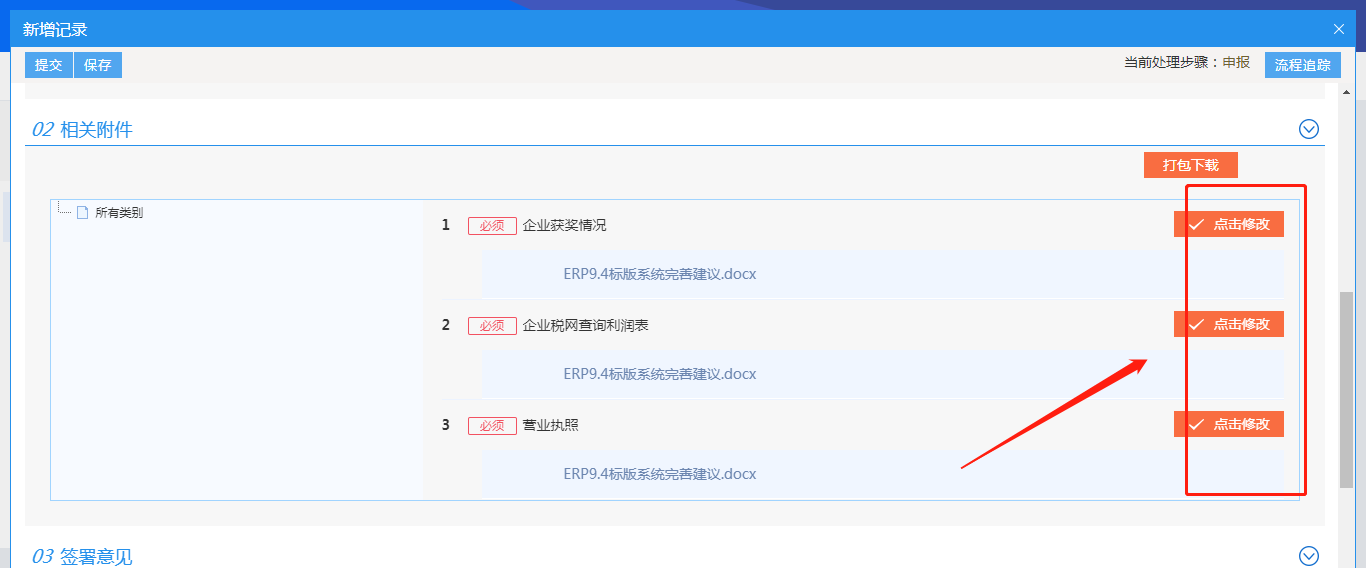 新增记录
提交 保存 当前处理步骤：申报 流程追踪
02 相关附件
打包下载
所有类别
1 必须 企业获奖情况 点击修改
ERP9.4标版系统完善建议.docx
2 必须 企业税网查询利润表 点击修改
ERP9.4标版系统完善建议.docx
3 必须 营业执照 点击修改
ERP9.4标版系统完善建议.docx
03 签署意见